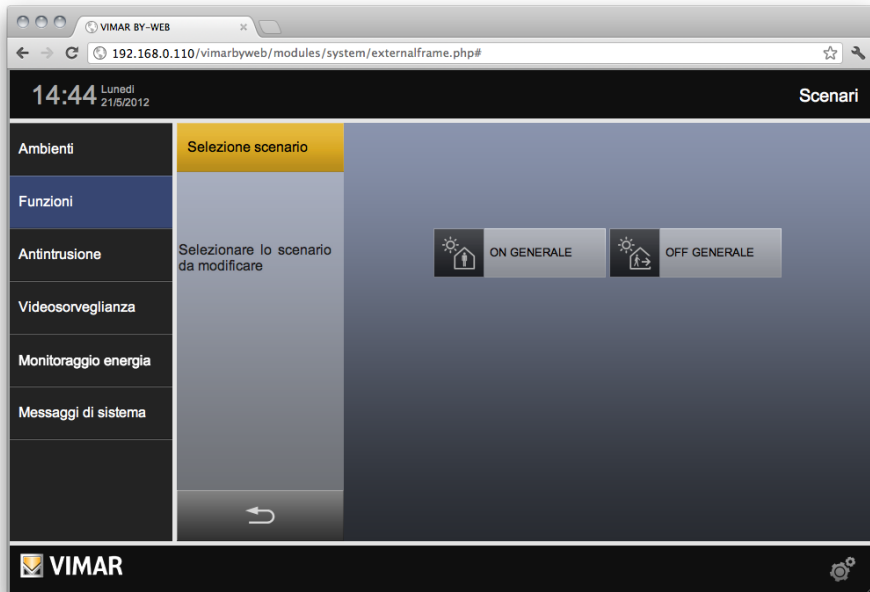 VIMAR BY-WEB
192.168.0.110/vimarbyweb/modules/system/externalframe.php#
14:44
Lunedi
21/5/2012
Scenari
Ambienti
Funzioni
Antintrusione
Videosorveglianza
Monitoraggio energia
Messaggi di sistema
Selezione scenario
Selezionare lo scenario
da modificare
ON GENERALE
OFF GENERALE
VIMAR